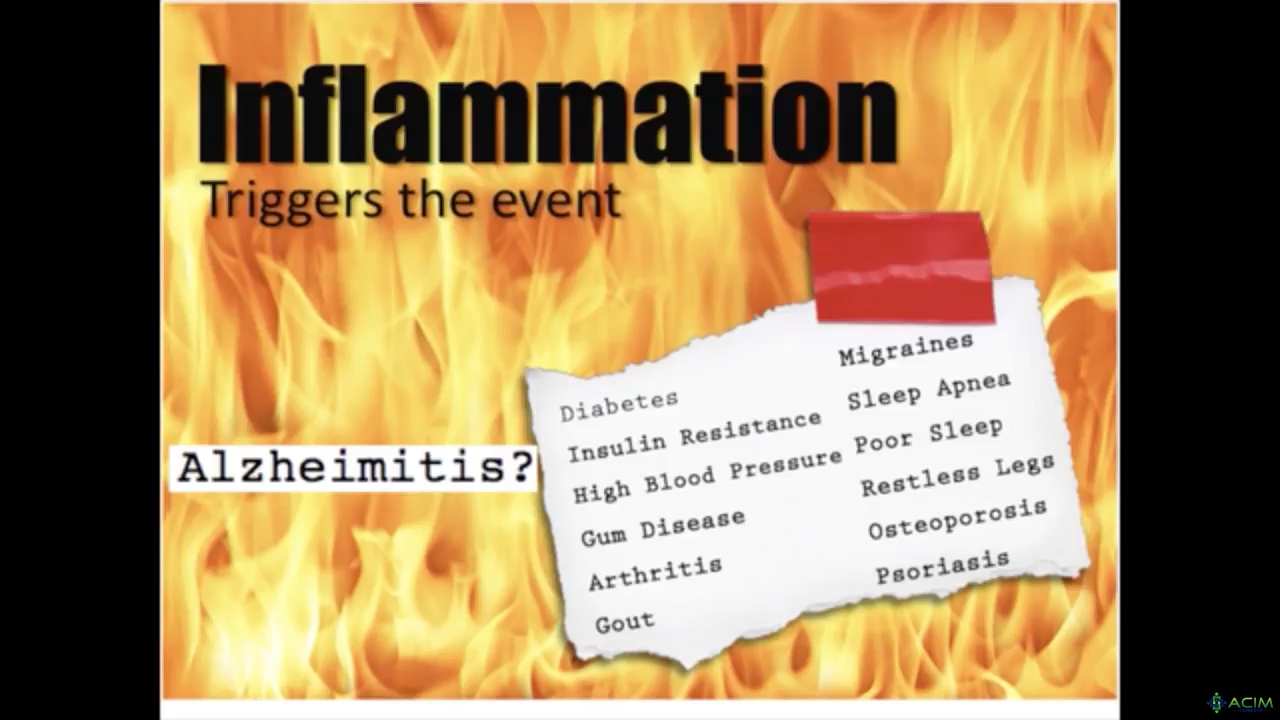 Inflammation
Triggers the event
Alzheimitis?
Diabetes
Insulin Resistance
High Blood Pressure
Gum Disease
Arthritis
Gout
Migraines
Sleep Apnea
Poor Sleep
Restless Legs
Osteoporosis
Psoriasis
ACIM